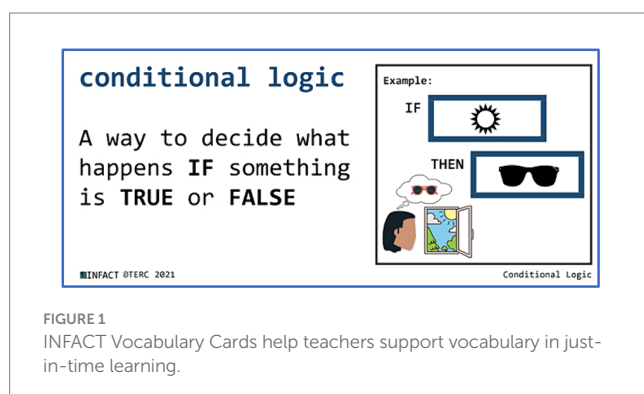 conditional logic
A way to decide what
happens IF something
is TRUE or FALSE
Example:
IF
THEN
INFACT ©TERC 2021
Conditional Logic
FIGURE 1
INFACT Vocabulary Cards help teachers support vocabulary in just-
in-time learning.